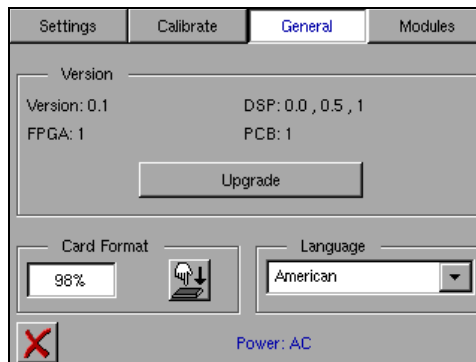 Settings Calibrate General Modules
Version
Version: 0.1 DSP: 0.0 , 0.5 , 1
FPGA: 1 PCB: 1
Upgrade
Card Format Language
98% American
Power: AC